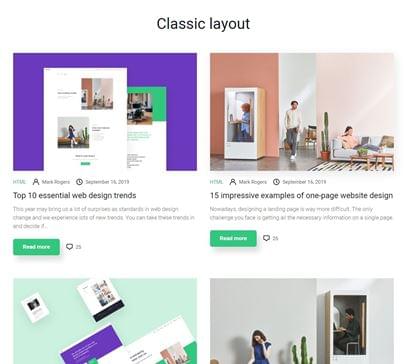 Classic layout
HTML Mark Rogers September 16, 2019
Top 10 essential web design trends
This year may bring us a lot of surprises as standards in web design
change and we experience lots of new trends. You can take these trends in
and decide if...
Read more 25
HTML Mark Rogers September 16, 2019
15 impressive examples of one-page website design
Nowadays, designing a landing page is way more difficult. The only
challenge you face is getting all the necessary information on a single page.
Read more 25